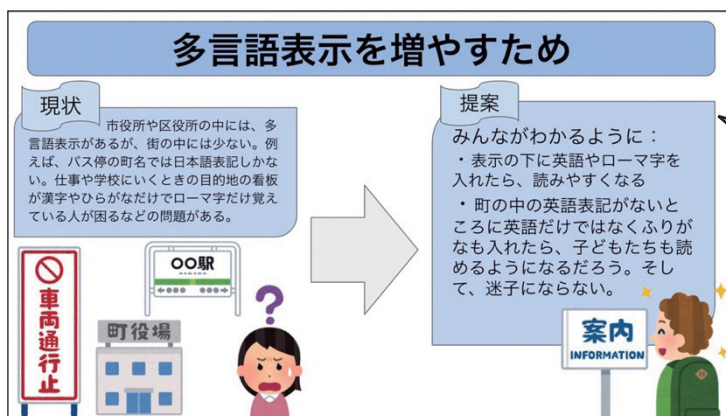 多言語表示を増やすため
現状
市役所や区役所の中には、多
言語表示があるが、街の中には少ない。例
えば、バス停の町名では日本語表記しかな
い。仕事や学校にいくときの目的地の看板
が漢字やひらがなだけでローマ字だけ覚え
ている人が困るなどの問題がある。
車両通行止
〇〇駅
町役場
?
提案
みんながわかるように：
・表示の下に英語やローマ字を
入れたら、読みやすくなる
・町の中の英語表記がないと
ころに英語だけではなくふりが
なも入れたら、子どもたちも読
めるようになるだろう。そし
て、迷子にならない。
案内
INFORMATION